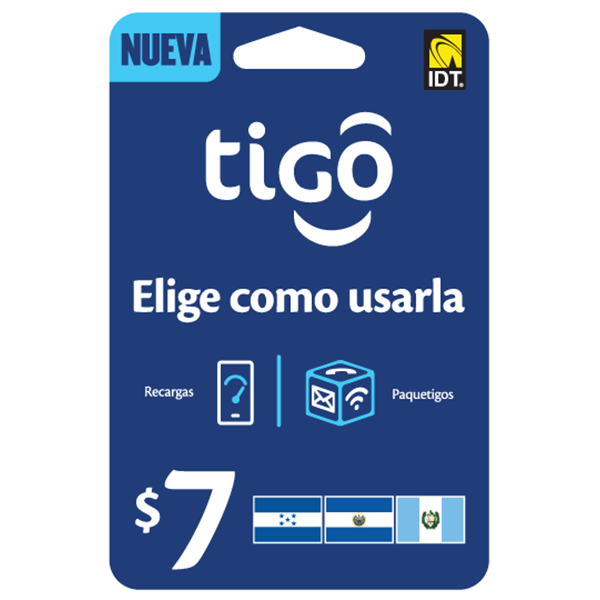 NUEVA
IDT®
tigo
Elige como usarla
Recargas
Paquetigos
$7